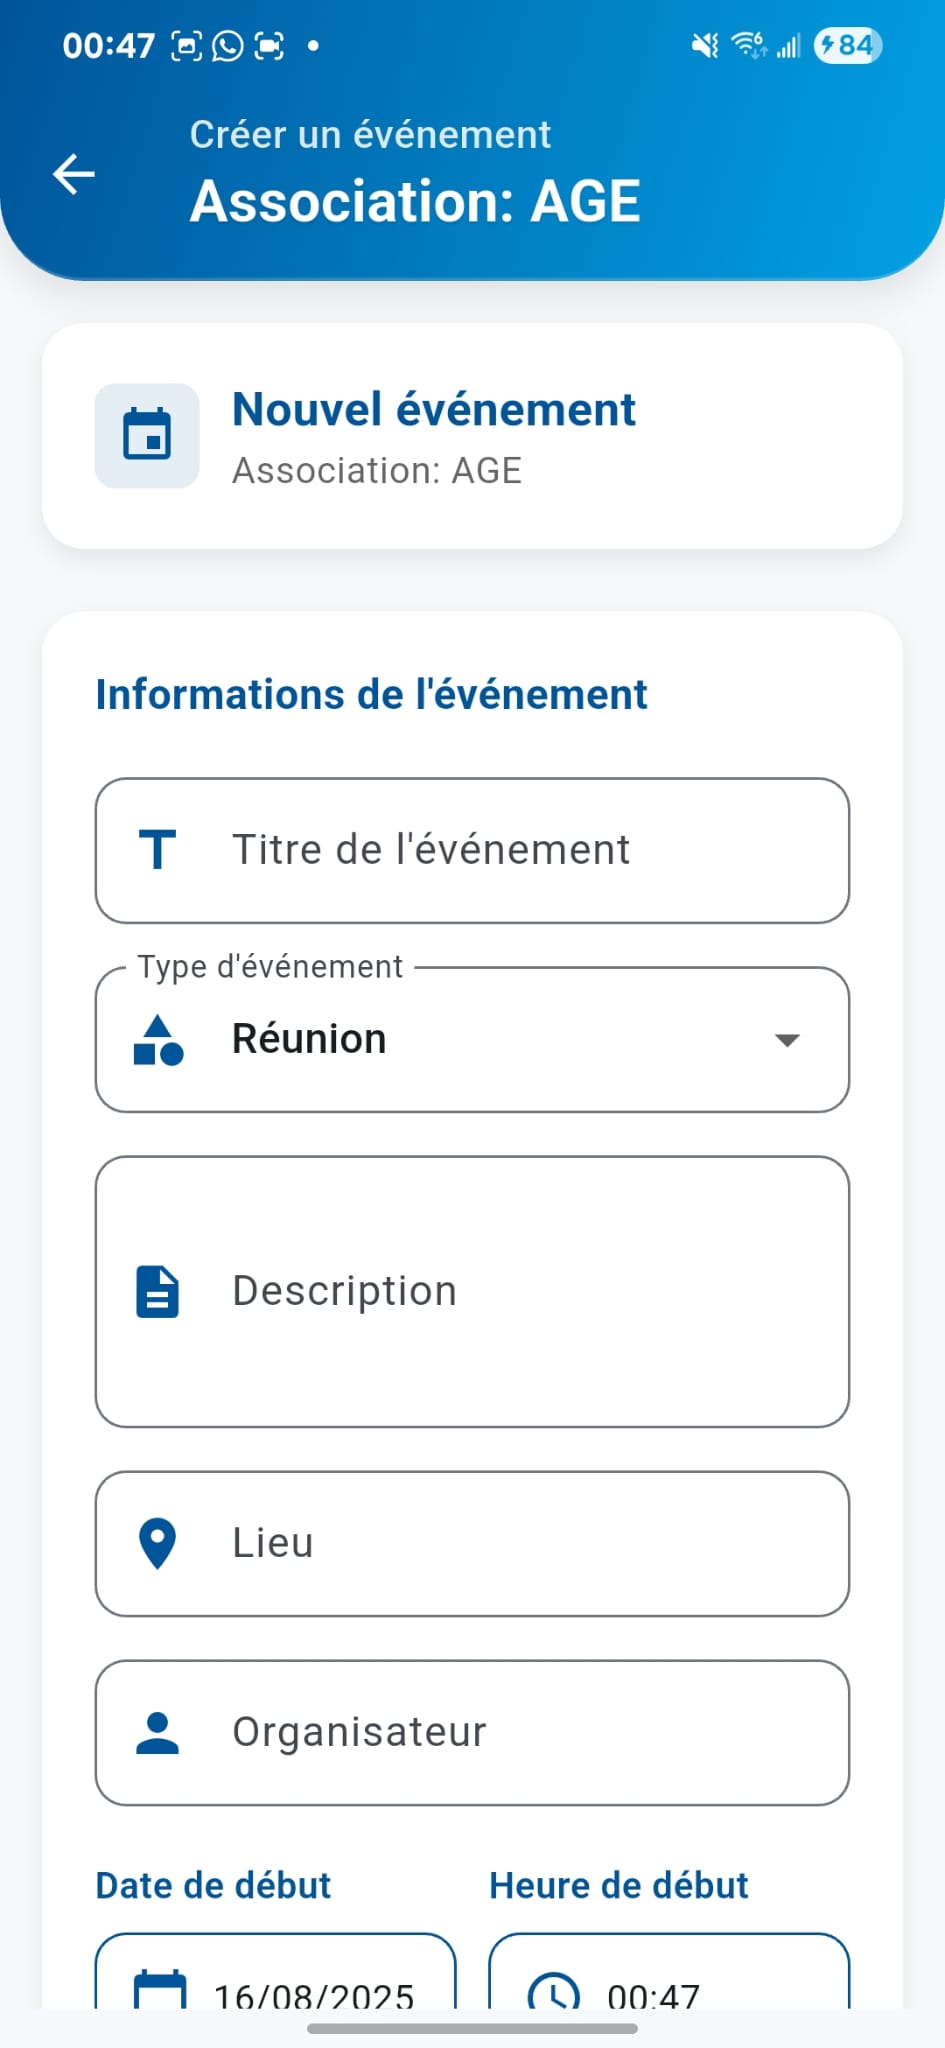 00:47
6
84
Créer un événement
Association: AGE
Nouvel événement
Association: AGE
Informations de l'événement
Titre de l'événement
Type d'événement
Réunion
Description
Lieu
Organisateur
Date de début Heure de début
16/08/2025 00:47